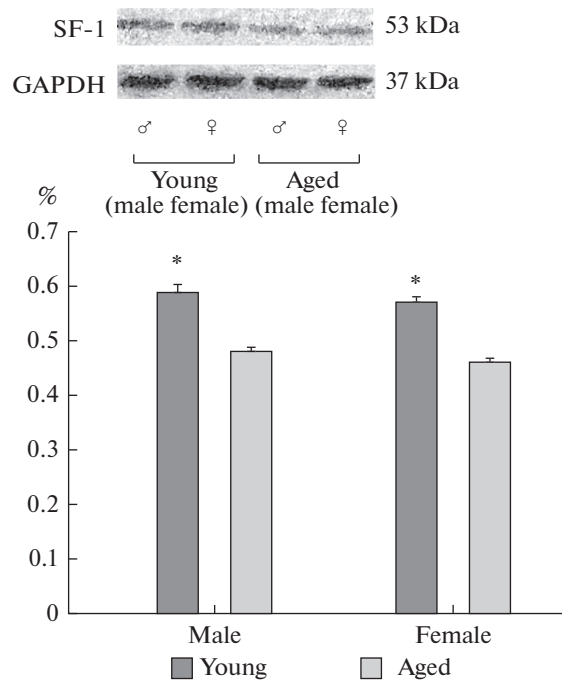 SF-1 53 kDa
GAPDH 37 kDa
♂ ♀ ♂ ♀
Young Aged
(male female) (male female)
%
0.7
* *
0.6
0.5
0.4
0.3
0.2
0.1
0
Male Female
Young Aged